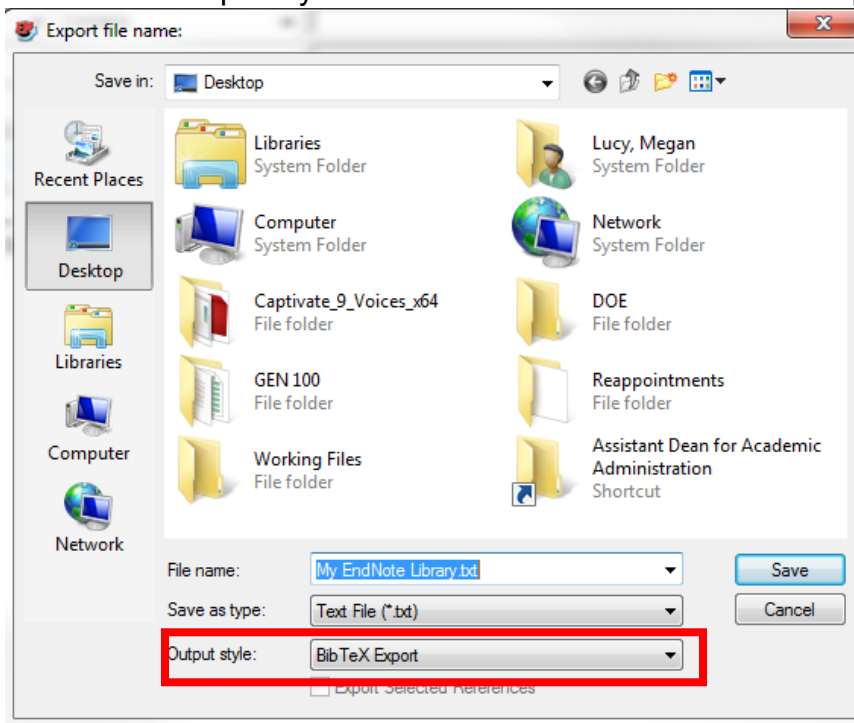 Export file name:
Save in:
Desktop
Recent Places
Desktop
Libraries
Computer
Network
Libraries
System Folder
Lucy, Megan
System Folder
Computer
System Folder
Network
System Folder
Captivate_9_Voices_x64
File folder
DOE
File folder
GEN 100
File folder
Reappointments
File folder
Working Files
File folder
Assistant Dean for Academic
Administration
Shortcut
File name:
My EndNote Library.txt
Save
Save as type:
Text File (*.txt)
Cancel
Output style:
BibTeX Export
Export Selected References